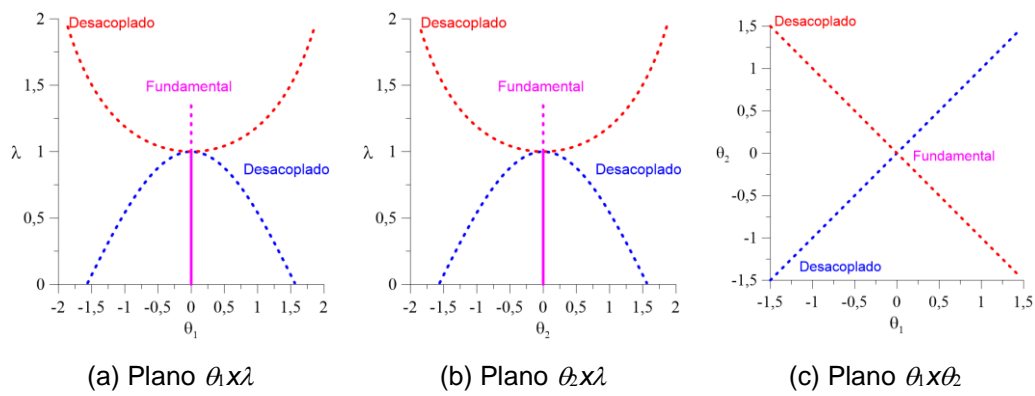 2
Desacoplado
1,5
Fundamental
λ
1
Desacoplado
0,5
0
-2 -1,5 -1 -0,5 0 0,5 1 1,5 2
θ1
(a) Plano θ1xλ
2
Desacoplado
1,5
Fundamental
λ
1
Desacoplado
0,5
0
-2 -1,5 -1 -0,5 0 0,5 1 1,5 2
θ2
(b) Plano θ2xλ
Desacoplado
1,5
1
0,5
θ2
0
Fundamental
-0,5
-1
Desacoplado
-1,5
-1,5 -1 -0,5 0 0,5 1 1,5
θ1
(c) Plano θ1xθ2